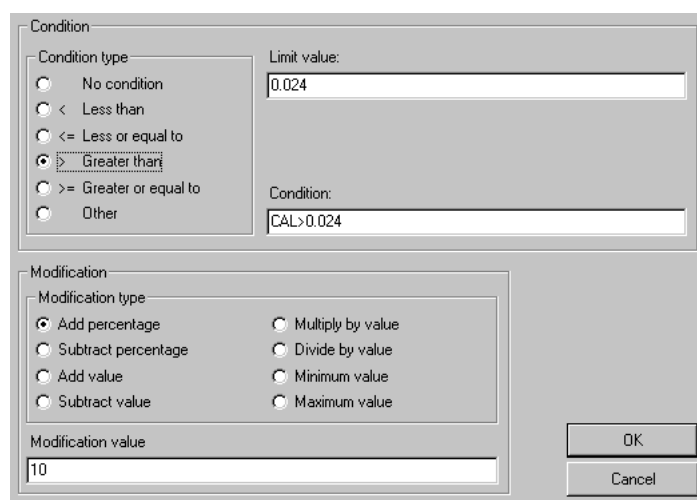 Condition
Condition type
No condition
< Less than
<= Less or equal to
> Greater than
>= Greater or equal to
Other
Limit value:
0.024
Condition:
CAL>0.024
Modification
Modification type
Add percentage
Subtract percentage
Add value
Subtract value
Multiply by value
Divide by value
Minimum value
Maximum value
Modification value
10
OK
Cancel